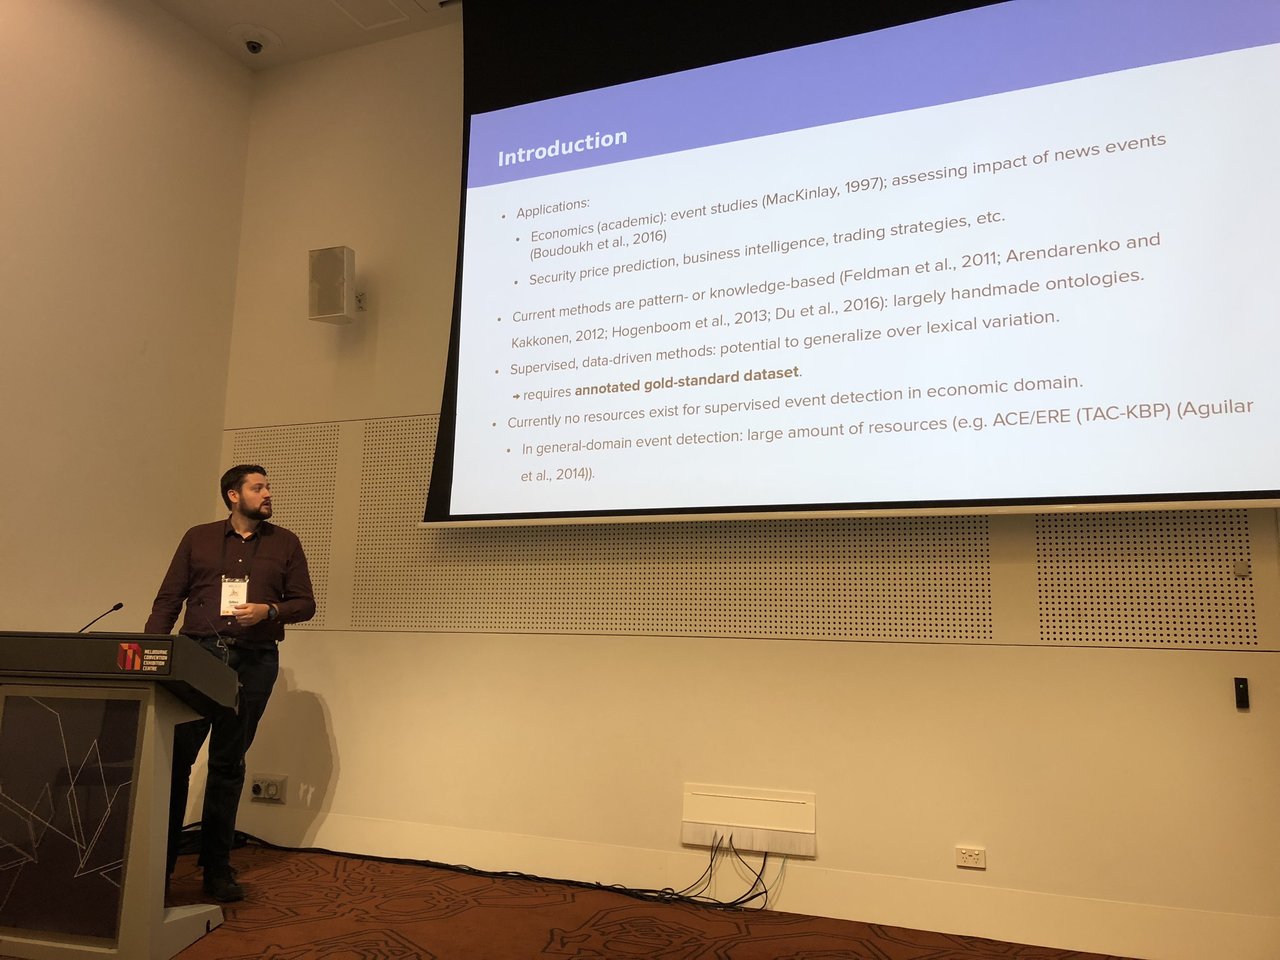 Introduction
• Applications:
• Economics (academic): event studies (MacKinlay, 1997); assessing impact of news events
(Boudoukh et al., 2016)
• Security price prediction, business intelligence, trading strategies, etc.
• Current methods are pattern- or knowledge-based (Feldman et al., 2011; Arendarenko and
Kakkonen, 2012; Hogenboom et al., 2013; Du et al., 2016): largely handmade ontologies.
• Supervised, data-driven methods: potential to generalize over lexical variation.
➔ requires annotated gold-standard dataset.
• Currently no resources exist for supervised event detection in economic domain.
• In general-domain event detection: large amount of resources (e.g. ACE/ERE (TAC-KBP) (Aguilar
et al., 2014)).
MELBOURNE
CONVENTION
EXHIBITION
CENTRE